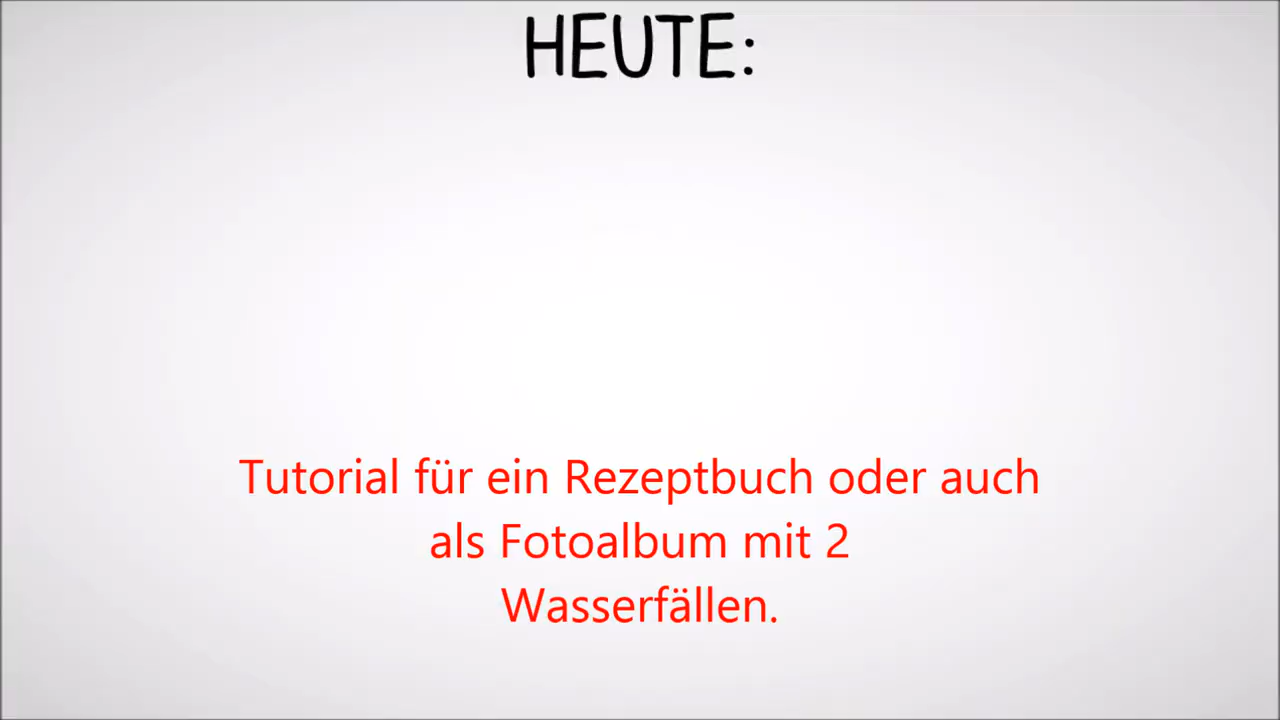 HEUTE:
Tutorial für ein Rezeptbuch oder auch
als Fotoalbum mit 2
Wasserfällen.